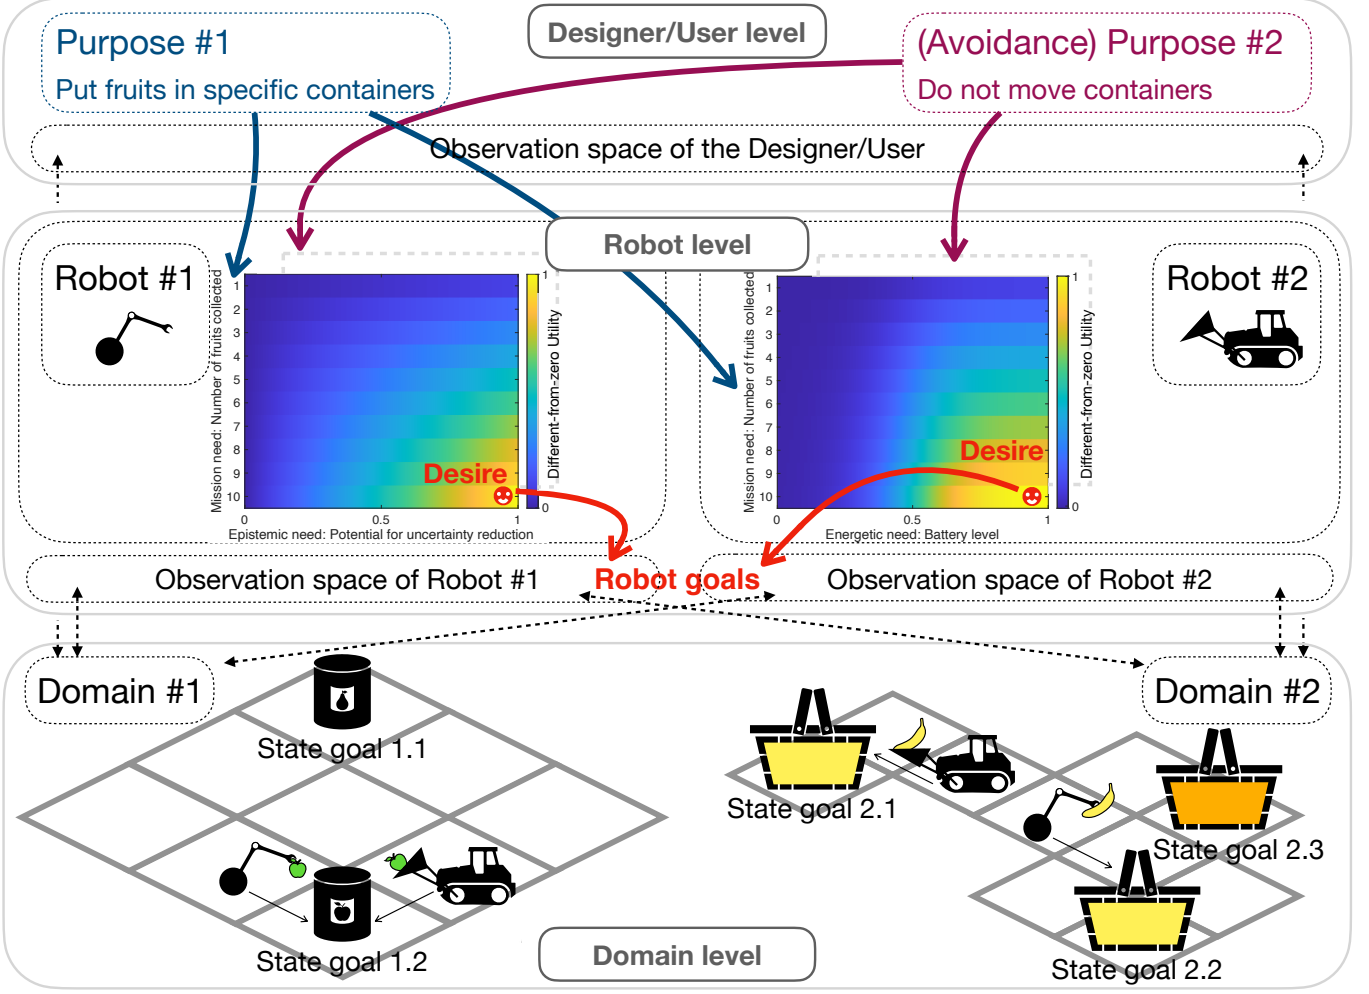 Designer/User level
Purpose #1
Put fruits in specific containers
(Avoidance) Purpose #2
Do not move containers
Observation space of the Designer/User
Robot level
Robot #1
Mission need: Number of fruits collected
1
2
3
4
5
6
7
8
9
10
0
0.5
1
Epistemic need: Potential for uncertainty reduction
Desire
1
0
Different-from-zero Utility
Robot #2
Mission need: Number of fruits collected
1
2
3
4
5
6
7
8
9
10
0
0.5
1
Energetic need: Battery level
Desire
1
0
Different-from-zero Utility
Observation space of Robot #1
Robot goals
Observation space of Robot #2
Domain #1
State goal 1.1
State goal 1.2
Domain #2
State goal 2.1
State goal 2.3
State goal 2.2
Domain level